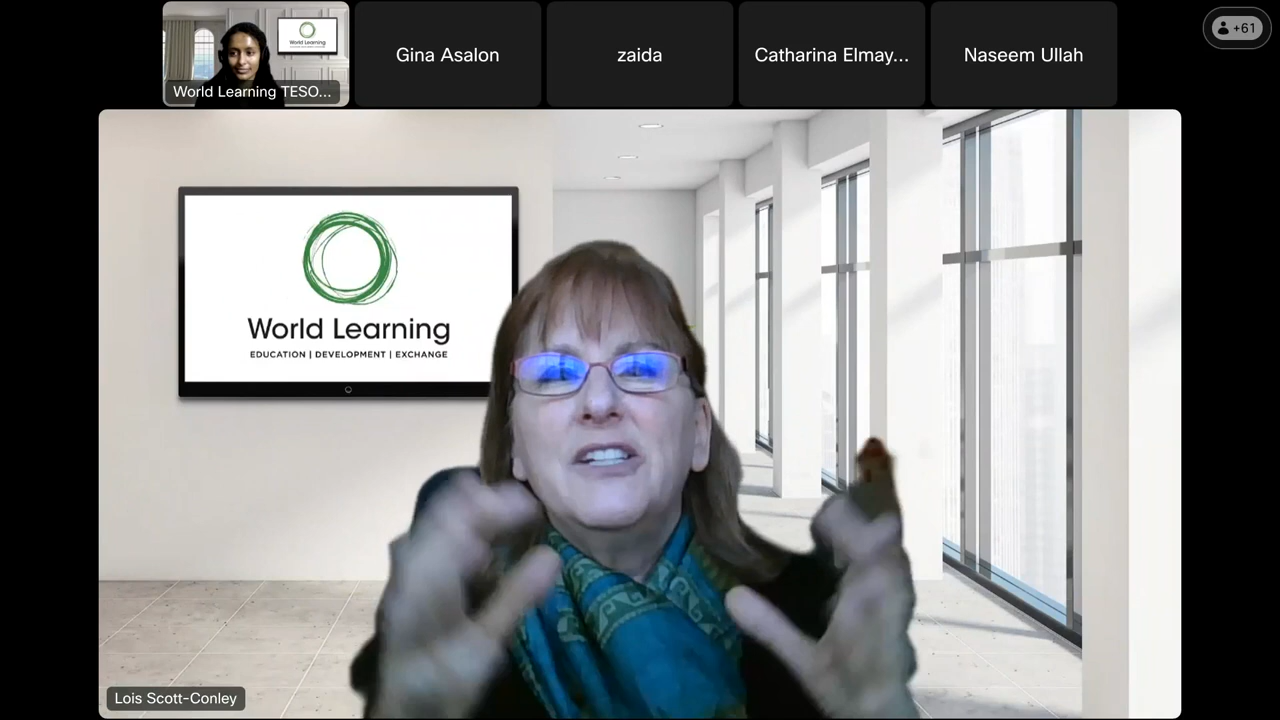 World Learning TESO...
Gina Asalon
zaida
Catharina Elmay...
Naseem Ullah
+61
World Learning
EDUCATION | DEVELOPMENT | EXCHANGE
Lois Scott-Conley